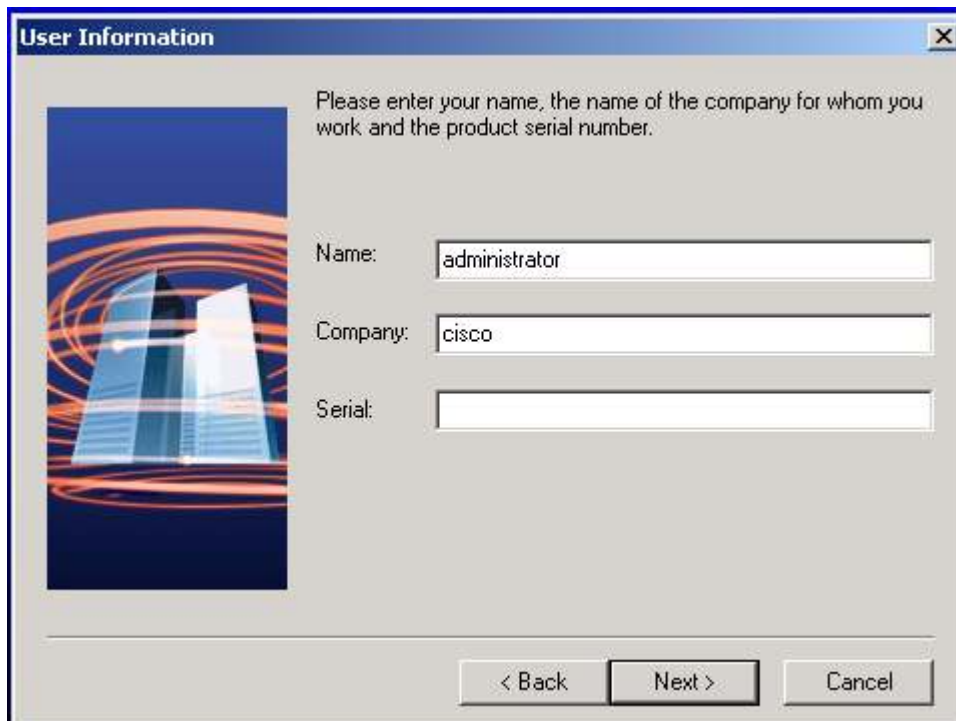 User Information
Please enter your name, the name of the company for whom you
work and the product serial number.
Name:
administrator
Company:
cisco
Serial:
< Back
Next >
Cancel